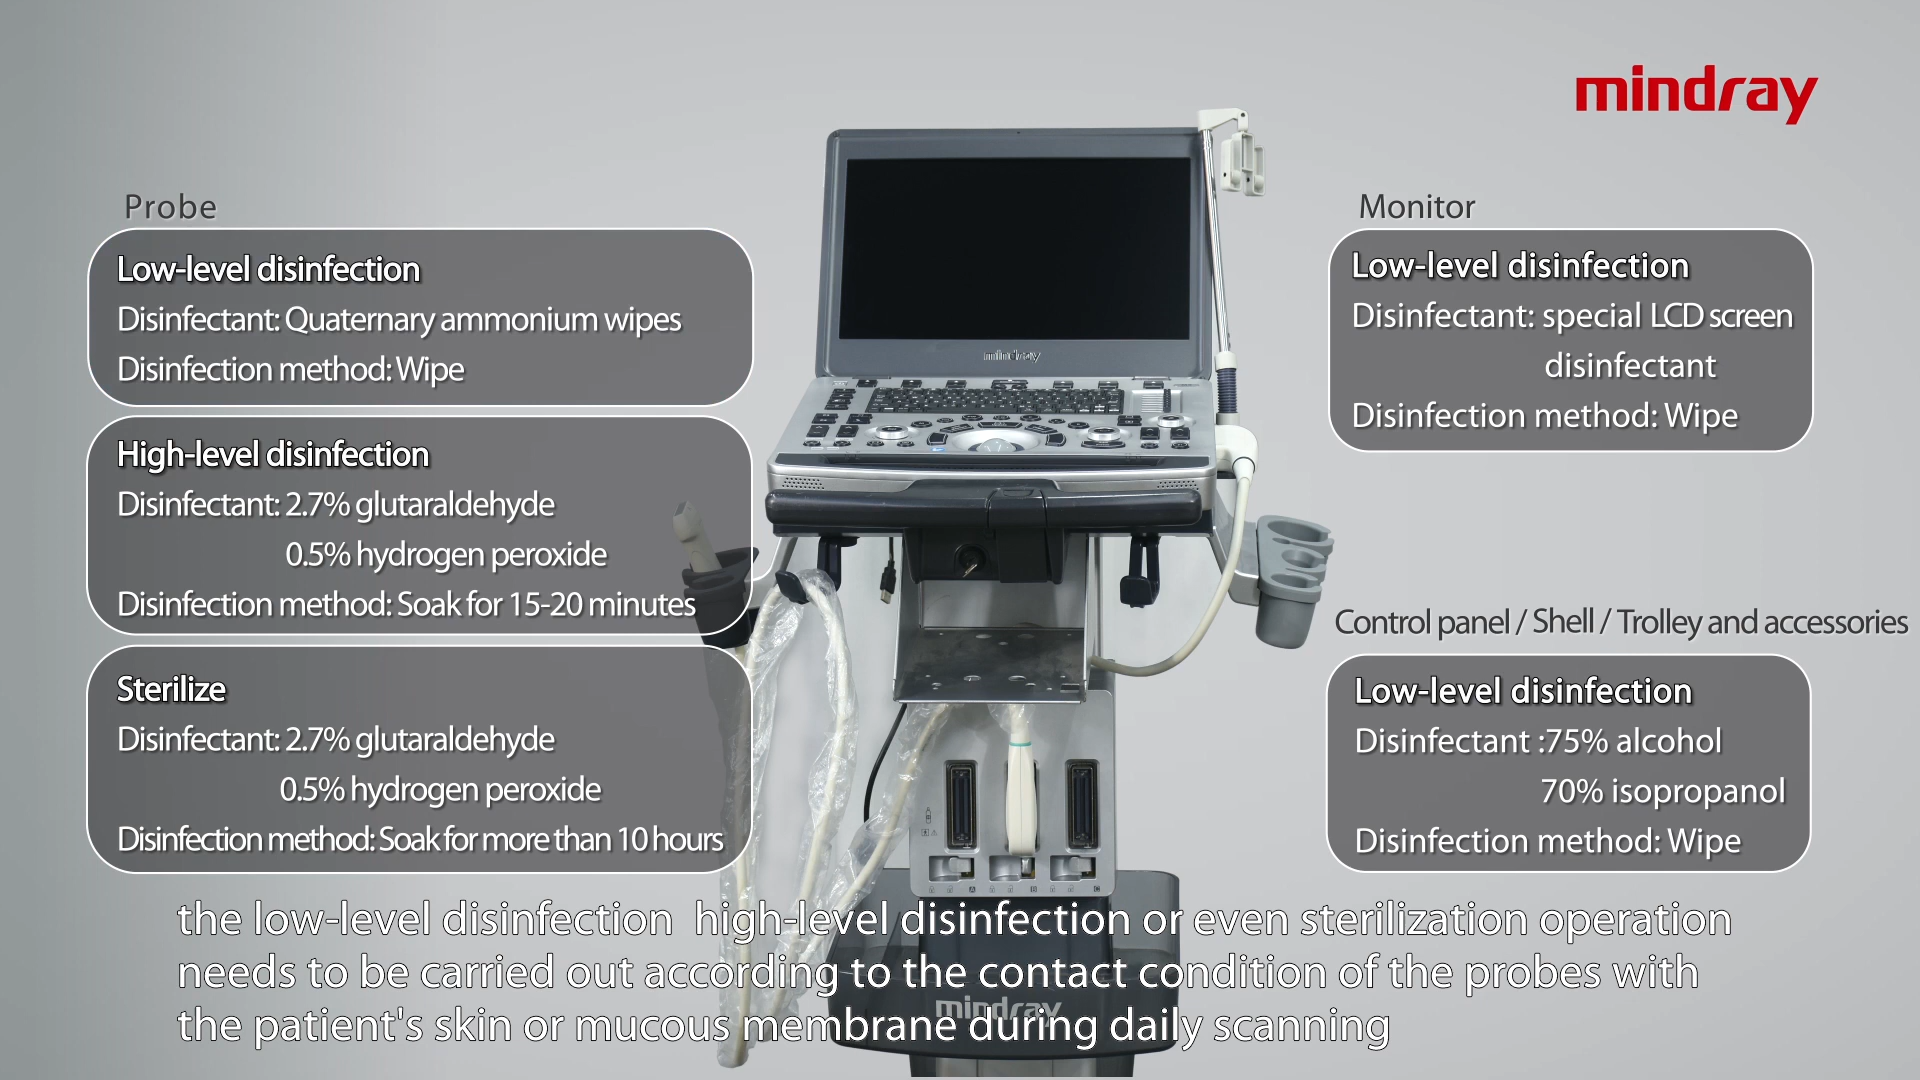 mindray
Probe
Low-level disinfection
Disinfectant: Quaternary ammonium wipes
Disinfection method: Wipe
High-level disinfection
Disinfectant: 2.7% glutaraldehyde
0.5% hydrogen peroxide
Disinfection method: Soak for 15-20 minutes
Sterilize
Disinfectant: 2.7% glutaraldehyde
0.5% hydrogen peroxide
Disinfection method: Soak for more than 10 hours
mindray
Monitor
Low-level disinfection
Disinfectant: special LCD screen
disinfectant
Disinfection method: Wipe
Control panel / Shell / Trolley and accessories
Low-level disinfection
Disinfectant :75% alcohol
70% isopropanol
Disinfection method: Wipe
the low-level disinfection high-level disinfection or even sterilization operation
needs to be carried out according to the contact condition of the probes with
mindray
the patient's skin or mucous membrane during daily scanning